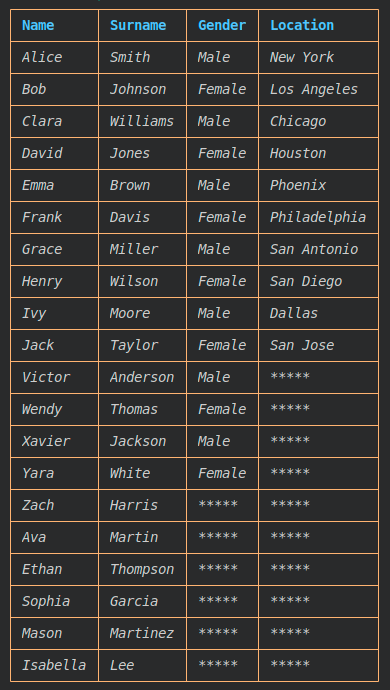 Name Surname Gender Location
Alice Smith Male New York
Bob Johnson Female Los Angeles
Clara Williams Male Chicago
David Jones Female Houston
Emma Brown Male Phoenix
Frank Davis Female Philadelphia
Grace Miller Male San Antonio
Henry Wilson Female San Diego
Ivy Moore Male Dallas
Jack Taylor Female San Jose
Victor Anderson Male *****
Wendy Thomas Female *****
Xavier Jackson Male *****
Yara White Female *****
Zach Harris ***** *****
Ava Martin ***** *****
Ethan Thompson ***** *****
Sophia Garcia ***** *****
Mason Martinez ***** *****
Isabella Lee ***** *****